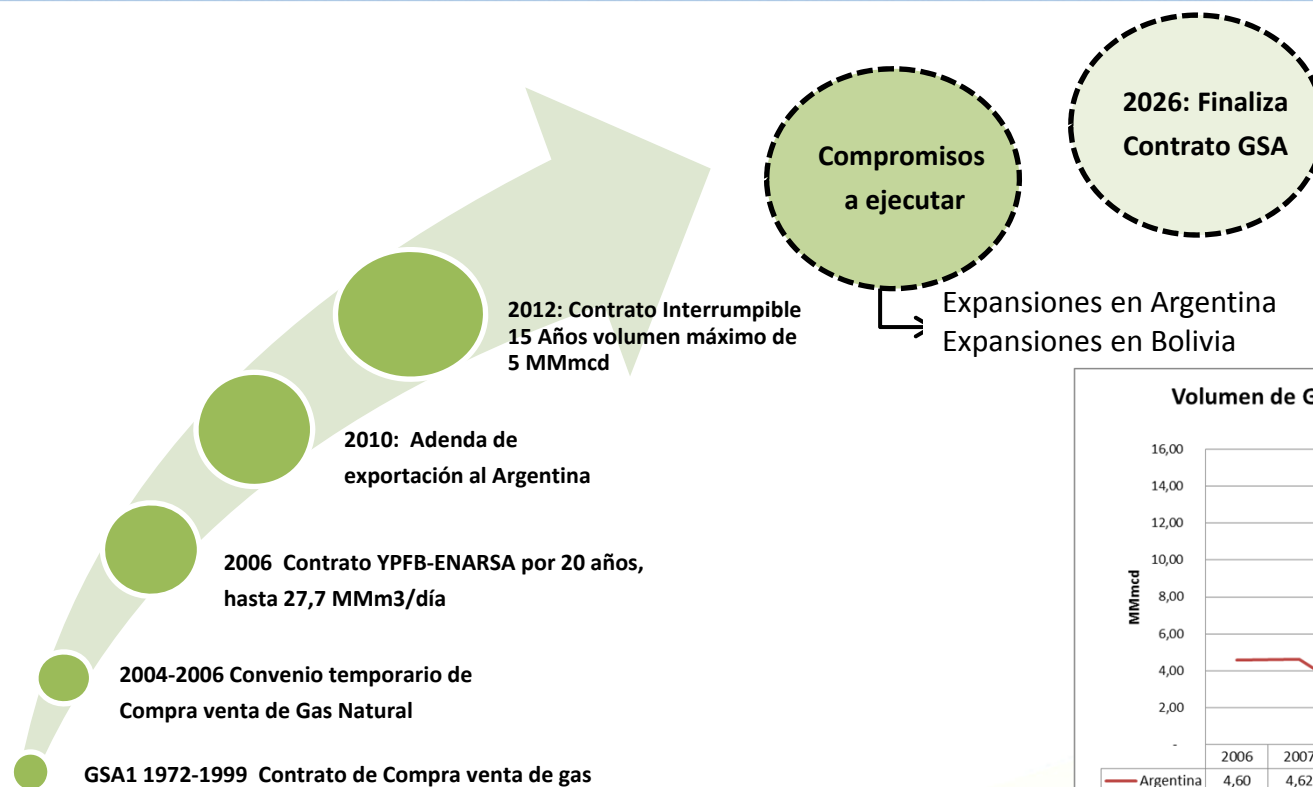 2026: Finaliza
Contrato GSA
Compromisos
a ejecutar
Expansiones en Argentina
Expansiones en Bolivia
2012: Contrato Interrumpible
15 Años volumen máximo de
5 MMmcd
2010:  Adenda de
exportación al Argentina
2006  Contrato YPFB-ENARSA por 20 años,
hasta 27,7 MMm3/día
2004-2006 Convenio temporario de
Compra venta de Gas Natural
GSA1 1972-1999  Contrato de Compra venta de gas
Volumen de G
16,00
14,00
12,00
10,00
8,00
6,00
4,00
2,00
-
MMmcd
2006 2007
Argentina 4,60 4,62